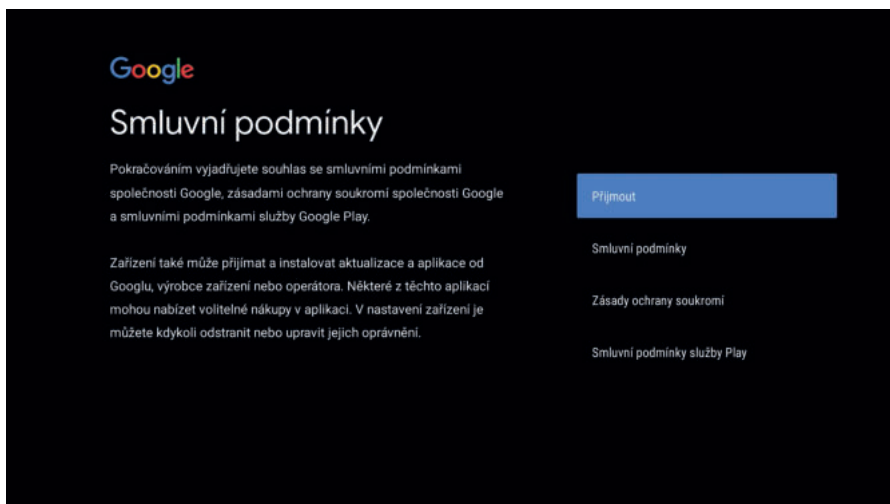 Google
Smluvní podmínky
Pokračováním vyjadřujete souhlas se smluvními podmínkami
společnosti Google, zásadami ochrany soukromí společnosti Google
a smluvními podmínkami služby Google Play.
Zařízení také může přijímat a instalovat aktualizace a aplikace od
Googlu, výrobce zařízení nebo operátora. Některé z těchto aplikací
mohou nabízet volitelné nákupy v aplikaci. V nastavení zařízení je
můžete kdykoli odstranit nebo upravit jejich oprávnění.
Přijmout
Smluvní podmínky
Zásady ochrany soukromí
Smluvní podmínky služby Play